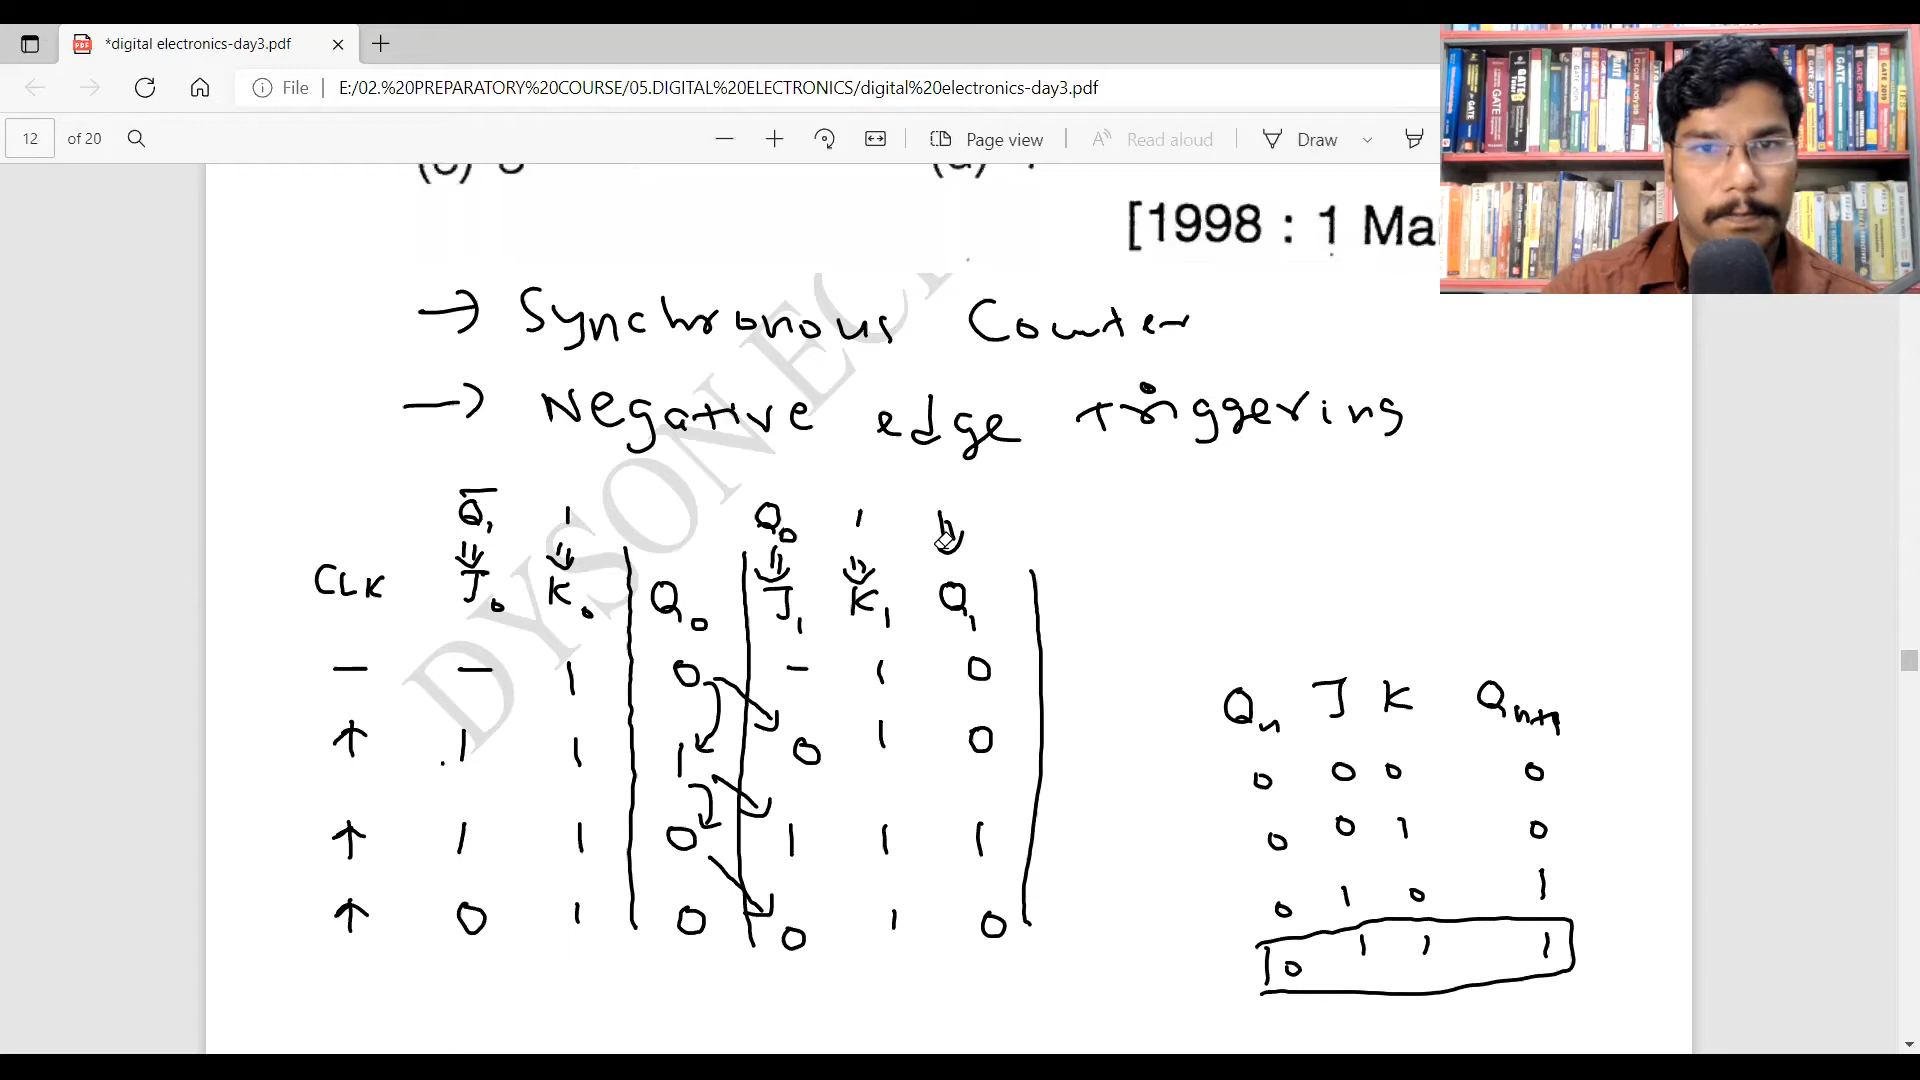 *digital electronics-day3.pdf
File | E:/02.%20PREPARATORY%20COURSE/05.DIGITAL%20ELECTRONICS/digital%20electronics-day3.pdf
12 of 20 Page view Read aloud Draw
[1998 : 1 Ma
→ Synchronous Counter
→ Negative edge triggering
DYSON EC
Q̅₁ 1 Q₀ 1
CLK J₀ K₀ Q₀ J₁ K₁ Q₁
— — 1 0 - 1 0
↑ 1 1 1 0 1 0
↑ 1 1 0 1 1 1
↑ 0 1 0 0 1 0
Qn J K Qn+1
0 0 0 0
0 0 1 0
0 1 0 1
0 1 1 1